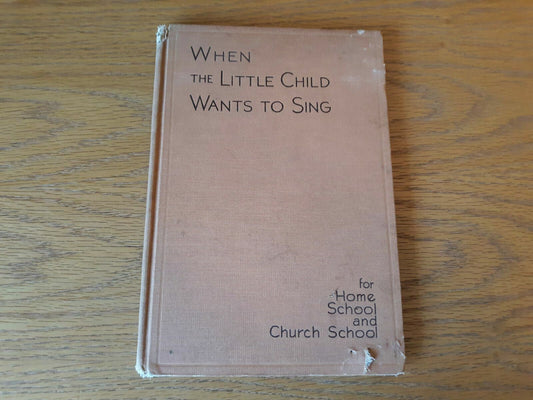 When
the Little Child
Wants to Sing
for
Home
School
and
Church School